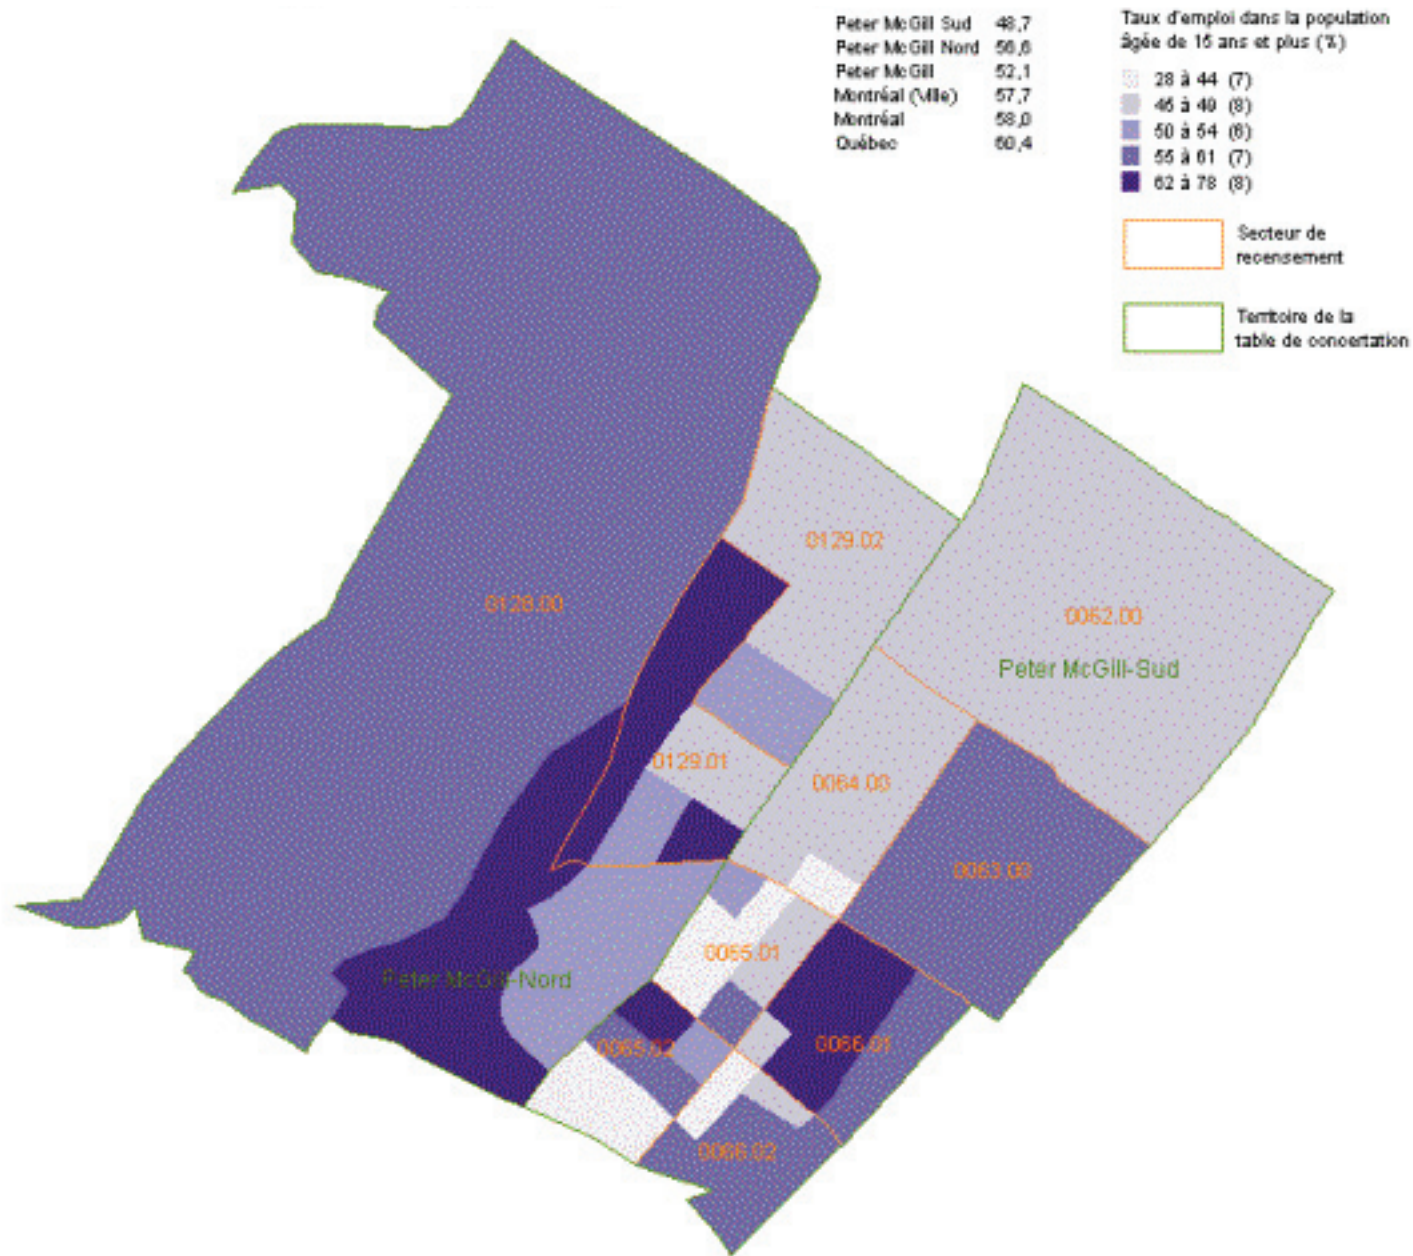 Peter McGill Sud 48,7
Peter McGill Nord 56,6
Peter McGill 52,1
Montréal (Ville) 57,7
Montréal 58,0
Québec 60,4
Taux d'emploi dans la population
âgée de 15 ans et plus (%)
28 à 44 (7)
45 à 49 (8)
50 à 54 (6)
55 à 61 (7)
62 à 78 (8)
Secteur de
recensement
Territoire de la
table de concertation
0129.02
0128.00
0062.00
Peter McGill-Sud
0129.01
0064.00
0063.00
0065.01
Peter McGill-Nord
0065.02
0066.01
0066.02